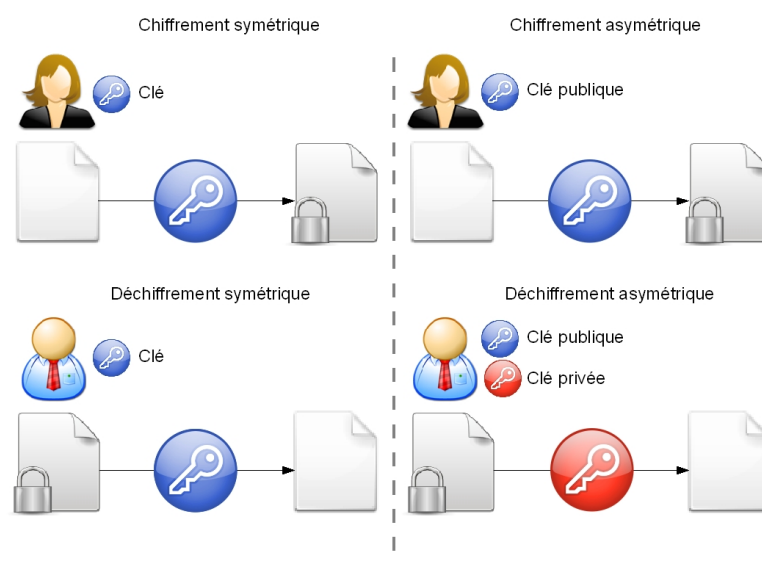 Chiffrement symétrique
Chiffrement asymétrique
Clé
Clé publique
Déchiffrement symétrique
Déchiffrement asymétrique
Clé
Clé publique
Clé privée